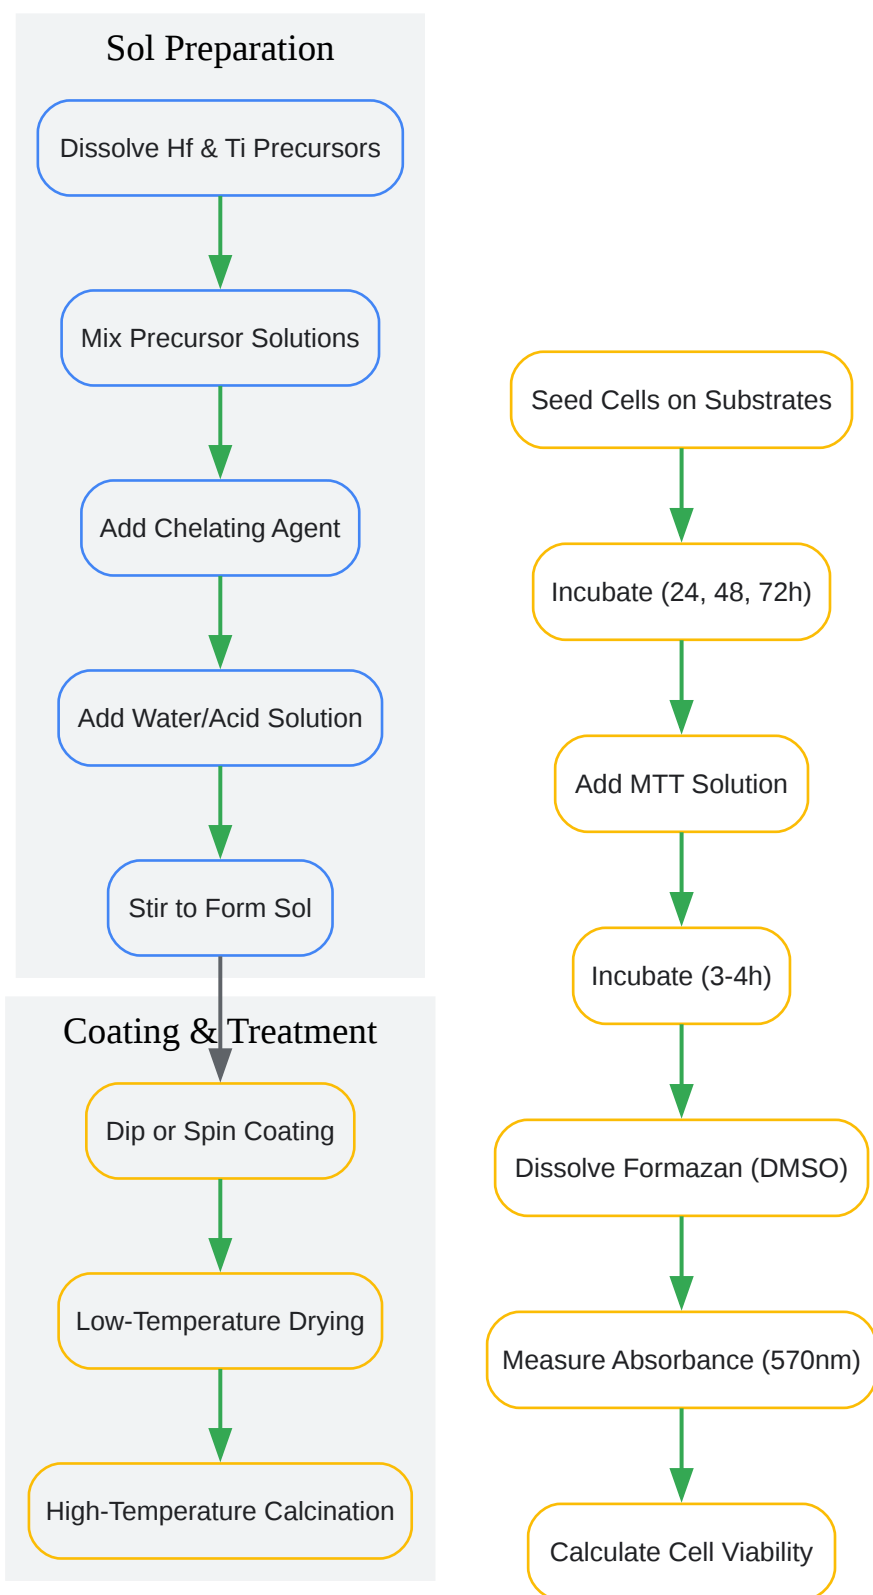 Sol Preparation
Dissolve Hf & Ti Precursors
Mix Precursor Solutions
Add Chelating Agent
Add Water/Acid Solution
Stir to Form Sol
Coating & Treatment
Dip or Spin Coating
Low-Temperature Drying
High-Temperature Calcination
Seed Cells on Substrates
Incubate (24, 48, 72h)
Add MTT Solution
Incubate (3-4h)
Dissolve Formazan (DMSO)
Measure Absorbance (570nm)
Calculate Cell Viability